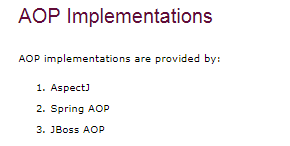 AOP Implementations
AOP implementations are provided by:
1. AspectJ
2. Spring AOP
3. JBoss AOP